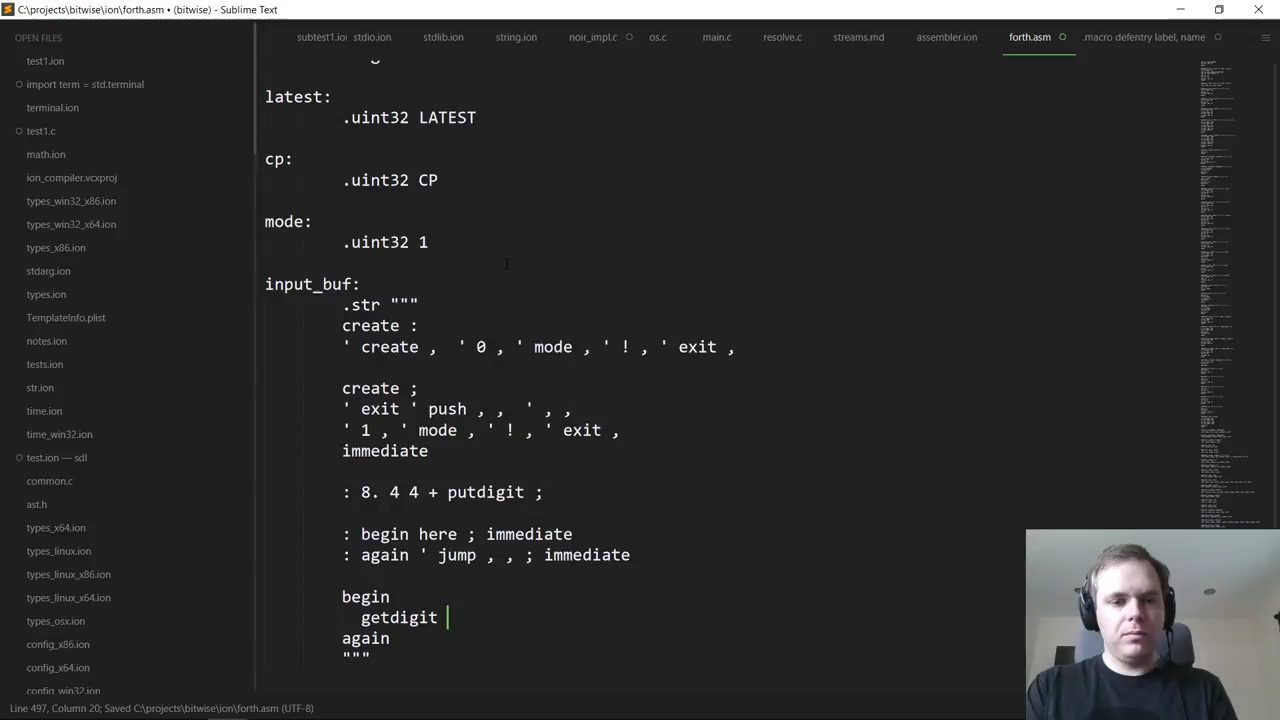 C:\projects\bitwise\ion\forth.asm • (bitwise) - Sublime Text
OPEN FILES
test1.ion
import term = std.terminal
terminal.ion
test1.c
math.ion
ion_compiler.vcxproj
types_win32_x86.ion
types_win32_x64.ion
types_x86.ion
stdarg.ion
types.ion
TemplateInfo.plist
notes.ion
tests.ion
str.ion
time.ion
time_win32.ion
test.ion — sdl
common.c
ast.h
types_x64.ion
types_linux.ion
types_linux_x86.ion
types_linux_x64.ion
types_osx.ion
config_x86.ion
config_x64.ion
config_win32.ion
subtest1.ion stdio.ion stdlib.ion string.ion noir_impl.c os.c main.c resolve.c streams.md assembler.ion forth.asm .macro defentry label, name
latest:
.uint32 LATEST
cp:
.uint32 CP
mode:
.uint32 1
input_buf:
.str """
create :
' create , ' 0 , ' mode , ' ! , ' exit ,
create ;
' exit ' push , , ' , ,
' 1 , ' mode , ' ! , ' exit ,
immediate
: 8. 4 4 + putdigit ;
: begin here ; immediate
: again ' jump , , ; immediate
begin
getdigit
again
"""
Line 497, Column 20; Saved C:\projects\bitwise\ion\forth.asm (UTF-8)